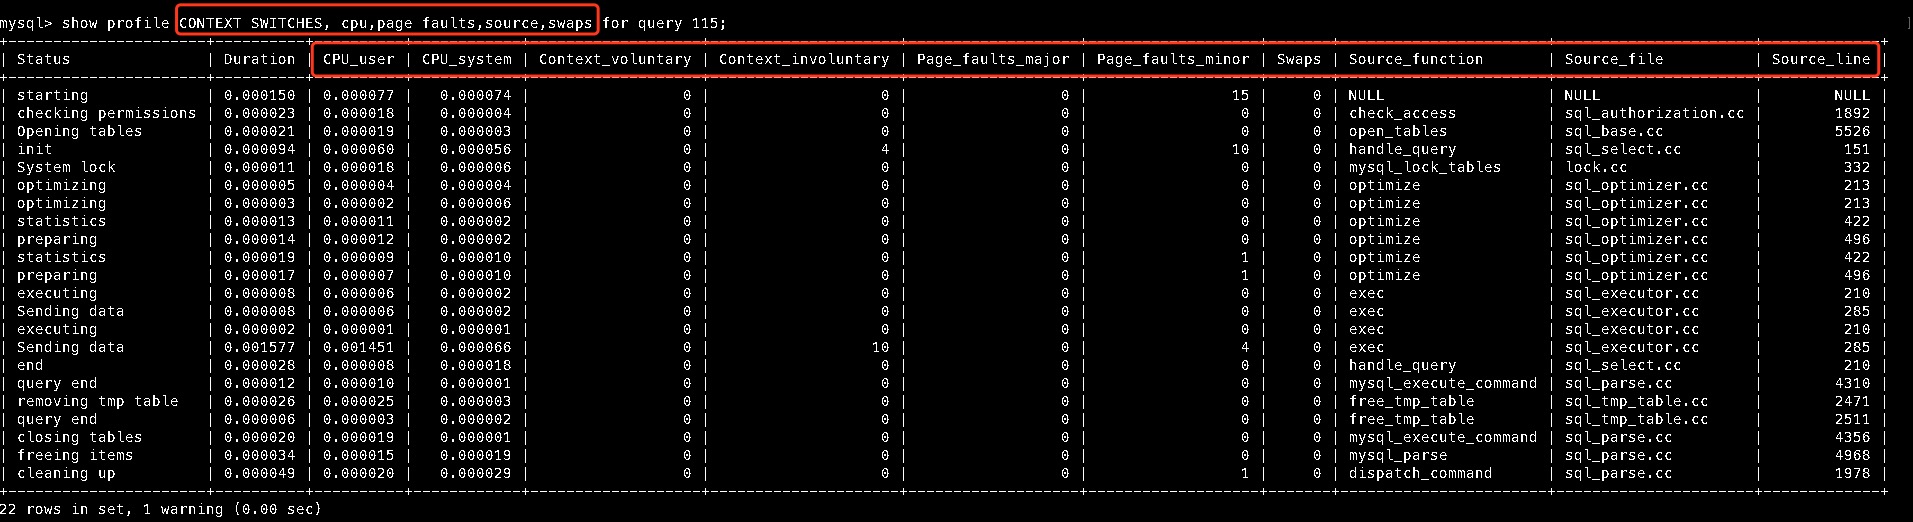 mysql> show profile CONTEXT SWITCHES, cpu,page faults,source,swaps for query 115;
| Status | Duration | CPU_user | CPU_system | Context_voluntary | Context_involuntary | Page_faults_major | Page_faults_minor | Swaps | Source_function | Source_file | Source_line |
| starting | 0.000150 | 0.000077 | 0.000074 | 0 | 0 | 0 | 15 | 0 | NULL | NULL | NULL |
| checking permissions | 0.000023 | 0.000018 | 0.000004 | 0 | 0 | 0 | 0 | 0 | check_access | sql_authorization.cc | 1892 |
| Opening tables | 0.000021 | 0.000019 | 0.000003 | 0 | 0 | 0 | 0 | 0 | open_tables | sql_base.cc | 5526 |
| init | 0.000094 | 0.000060 | 0.000056 | 0 | 4 | 0 | 10 | 0 | handle_query | sql_select.cc | 151 |
| System lock | 0.000011 | 0.000018 | 0.000006 | 0 | 0 | 0 | 0 | 0 | mysql_lock_tables | lock.cc | 332 |
| optimizing | 0.000005 | 0.000004 | 0.000004 | 0 | 0 | 0 | 0 | 0 | optimize | sql_optimizer.cc | 213 |
| optimizing | 0.000003 | 0.000002 | 0.000006 | 0 | 0 | 0 | 0 | 0 | optimize | sql_optimizer.cc | 213 |
| statistics | 0.000013 | 0.000011 | 0.000002 | 0 | 0 | 0 | 0 | 0 | optimize | sql_optimizer.cc | 422 |
| preparing | 0.000014 | 0.000012 | 0.000002 | 0 | 0 | 0 | 0 | 0 | optimize | sql_optimizer.cc | 496 |
| statistics | 0.000019 | 0.000009 | 0.000010 | 0 | 0 | 0 | 1 | 0 | optimize | sql_optimizer.cc | 422 |
| preparing | 0.000017 | 0.000007 | 0.000010 | 0 | 0 | 0 | 1 | 0 | optimize | sql_optimizer.cc | 496 |
| executing | 0.000008 | 0.000006 | 0.000002 | 0 | 0 | 0 | 0 | 0 | exec | sql_executor.cc | 210 |
| Sending data | 0.000008 | 0.000006 | 0.000002 | 0 | 0 | 0 | 0 | 0 | exec | sql_executor.cc | 285 |
| executing | 0.000002 | 0.000001 | 0.000001 | 0 | 0 | 0 | 0 | 0 | exec | sql_executor.cc | 210 |
| Sending data | 0.001577 | 0.001451 | 0.000066 | 0 | 10 | 0 | 4 | 0 | exec | sql_executor.cc | 285 |
| end | 0.000028 | 0.000008 | 0.000018 | 0 | 0 | 0 | 0 | 0 | handle_query | sql_select.cc | 210 |
| query end | 0.000012 | 0.000010 | 0.000001 | 0 | 0 | 0 | 0 | 0 | mysql_execute_command | sql_parse.cc | 4310 |
| removing tmp table | 0.000026 | 0.000025 | 0.000003 | 0 | 0 | 0 | 0 | 0 | free_tmp_table | sql_tmp_table.cc | 2471 |
| query end | 0.000006 | 0.000003 | 0.000002 | 0 | 0 | 0 | 0 | 0 | free_tmp_table | sql_tmp_table.cc | 2511 |
| closing tables | 0.000020 | 0.000019 | 0.000001 | 0 | 0 | 0 | 0 | 0 | mysql_execute_command | sql_parse.cc | 4356 |
| freeing items | 0.000034 | 0.000015 | 0.000019 | 0 | 0 | 0 | 0 | 0 | mysql_parse | sql_parse.cc | 4968 |
| cleaning up | 0.000049 | 0.000020 | 0.000029 | 0 | 0 | 0 | 1 | 0 | dispatch_command | sql_parse.cc | 1978 |
22 rows in set, 1 warning (0.00 sec)